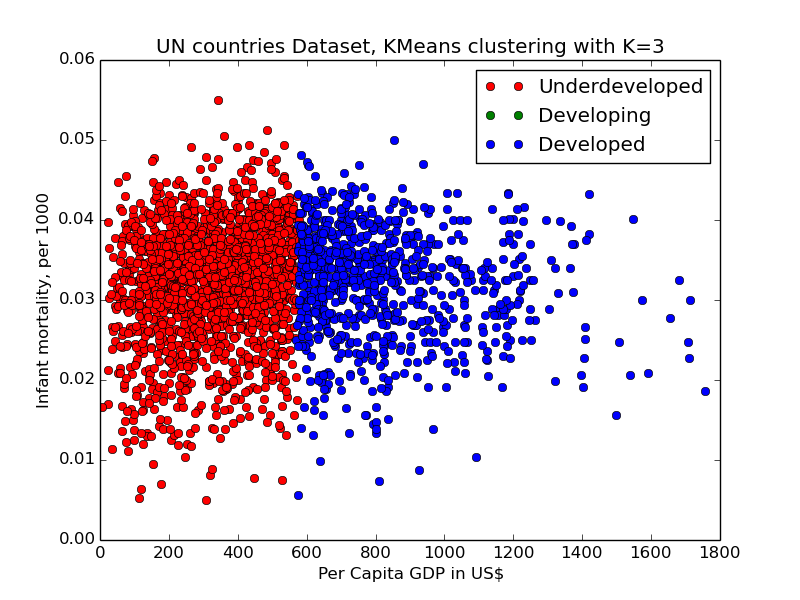 UN countries Dataset, KMeans clustering with K=3
0.06
0.05
0.04
0.03
0.02
0.01
0.00
Infant mortality, per 1000
Underdeveloped
Developing
Developed
0 200 400 600 800 1000 1200 1400 1600 1800
Per Capita GDP in US$